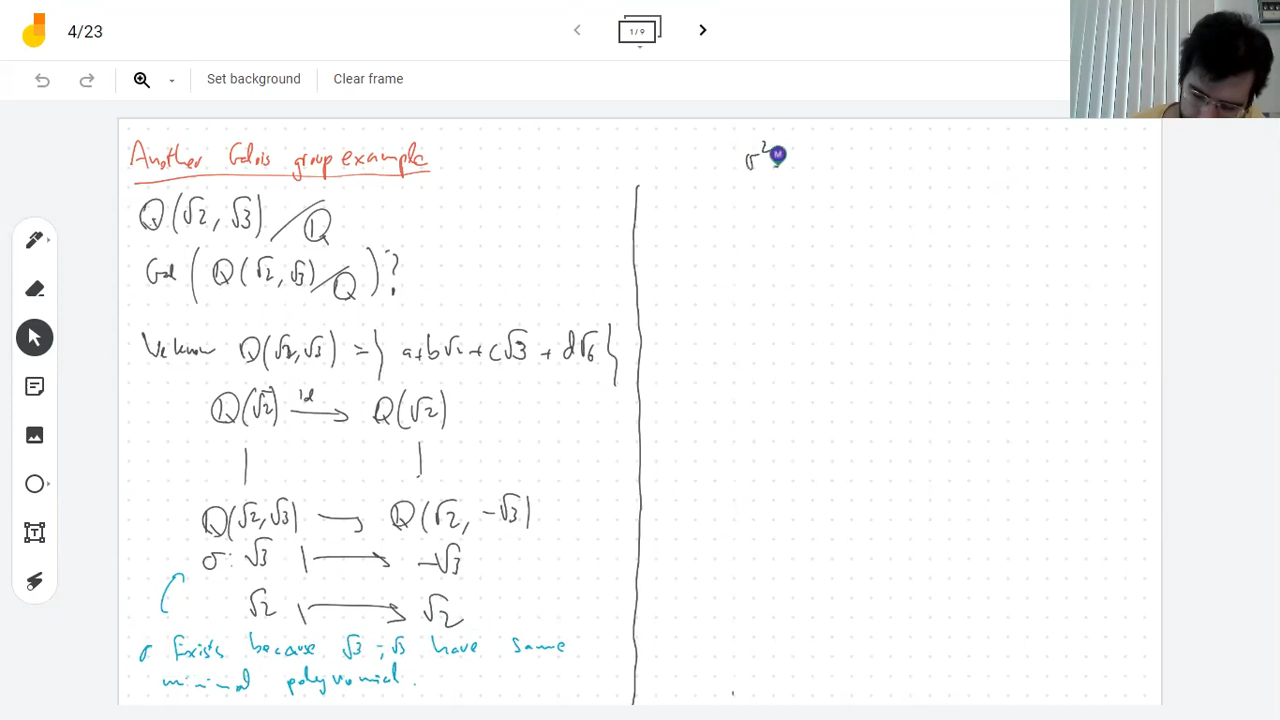 4/23
1/9
Set background
Clear frame
Another Galois group example
Q(√2, √3) / Q
Gal ( Q(√2, √3) / Q ) ?
We know Q(√2, √3) = { a+b√2+c√3 + d√6 }
Q(√2) id → Q(√2)
Q(√2, √3) → Q(√2, -√3)
σ: √3 ↦ -√3
√2 ↦ √2
σ Exists because √3, -√3 have same
minimal polynomial.
σ²
M